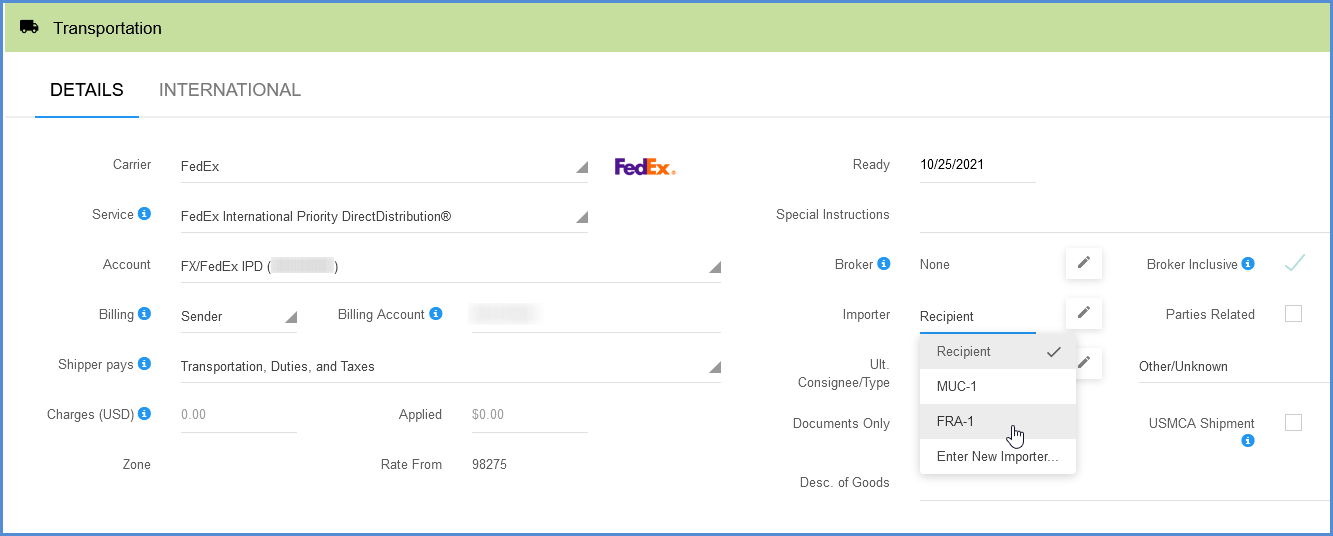 Transportation
DETAILS INTERNATIONAL
Carrier FedEx FedEx® Ready 10/25/2021
Service FedEx International Priority DirectDistribution® Special Instructions
Account FX/FedEx IPD ( ) Broker None Broker Inclusive
Billing Sender Billing Account Importer Recipient Parties Related
Shipper pays Transportation, Duties, and Taxes Ult.
Consignee/Type Other/Unknown
Recipient
MUC-1
FRA-1
Enter New Importer...
Charges (USD) 0.00 Applied $0.00 Documents Only USMCA Shipment
Zone Rate From 98275
Desc. of Goods